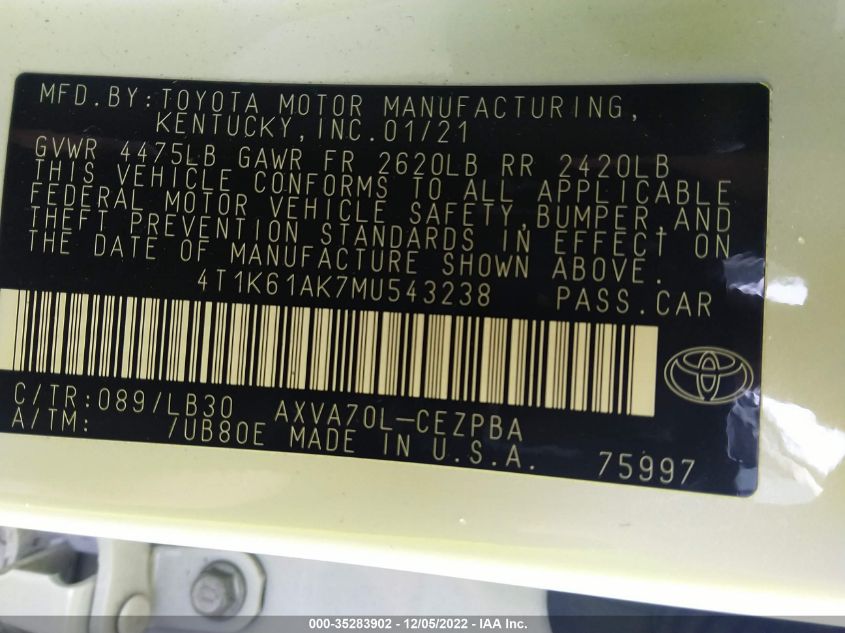 MFD.BY:TOYOTA MOTOR MANUFACTURING,
KENTUCKY,INC.01/21
GVWR 4475LB GAWR FR 2620LB RR 2420LB
THIS VEHICLE CONFORMS TO ALL APPLICABLE
FEDERAL MOTOR VEHICLE SAFETY,BUMPER,AND
THEFT PREVENTION STANDARDS IN EFFECT ON
THE DATE OF MANUFACTURE SHOWN ABOVE.
4T1K61AK7MU543238 PASS.CAR
C/TR:089/LB30 AXVA70L-CEZPBA
A/TM: /UB80E MADE IN U.S.A. 75997
000-35283902 - 12/05/2022 - IAA Inc.